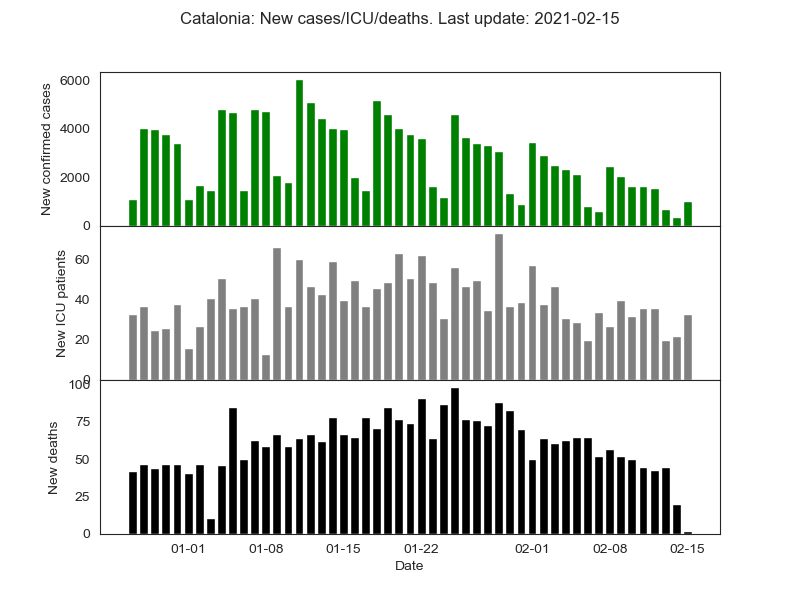 Catalonia: New cases/ICU/deaths. Last update: 2021-02-15
New confirmed cases
6000
4000
2000
0
New ICU patients
60
40
20
0
New deaths
100
75
50
25
0
01-01 01-08 01-15 01-22 02-01 02-08 02-15
Date